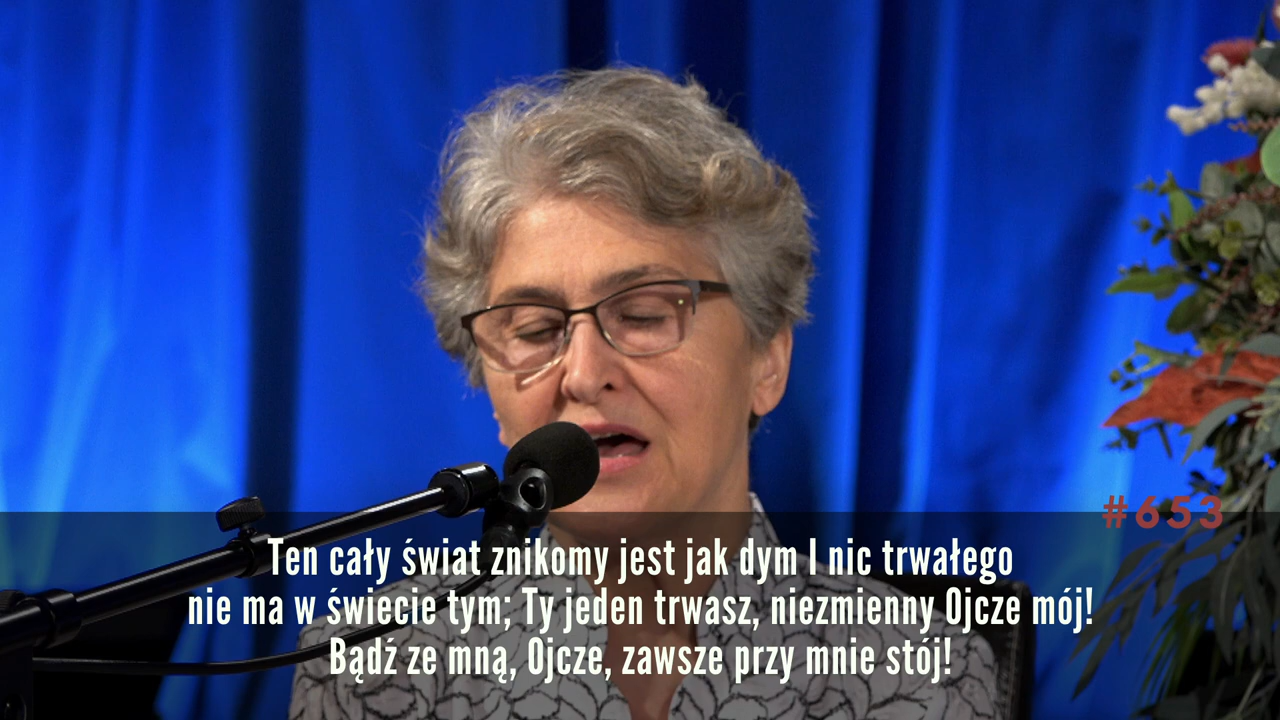 #653
Ten cały świat znikomy jest jak dym I nic trwałego
nie ma w świecie tym; Ty jeden trwasz, niezmienny Ojcze mój!
Bądź ze mną, Ojcze, zawsze przy mnie stój!